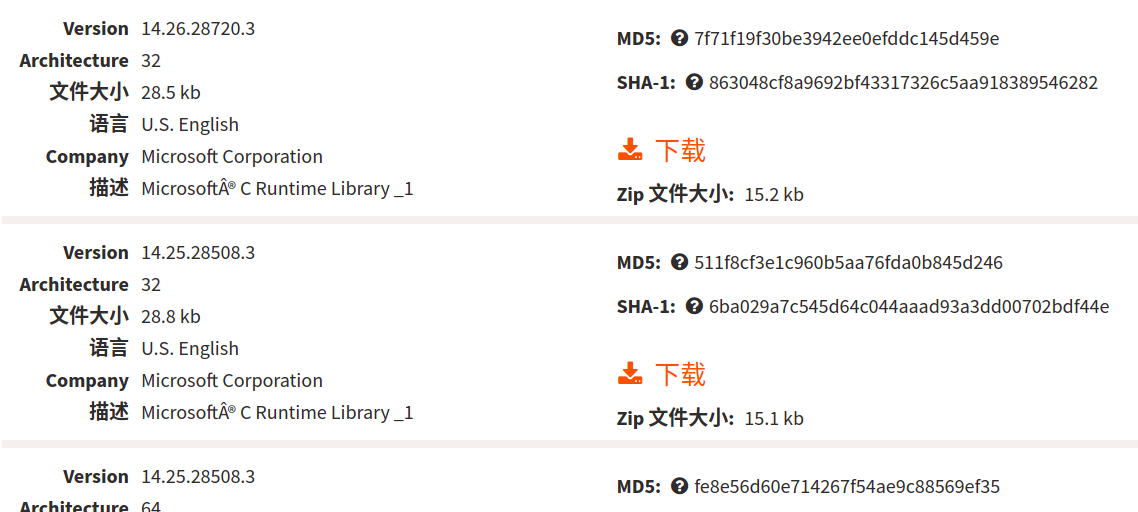 Version 14.26.28720.3
Architecture 32
文件大小 28.5 kb
语言 U.S. English
Company Microsoft Corporation
描述 MicrosoftÂ® C Runtime Library _1
MD5: 7f71f19f30be3942ee0efddc145d459e
SHA-1: 863048cf8a9692bf43317326c5aa918389546282
下载
Zip 文件大小: 15.2 kb
Version 14.25.28508.3
Architecture 32
文件大小 28.8 kb
语言 U.S. English
Company Microsoft Corporation
描述 MicrosoftÂ® C Runtime Library _1
MD5: 511f8cf3e1c960b5aa76fda0b845d246
SHA-1: 6ba029a7c545d64c044aaad93a3dd00702bdf44e
下载
Zip 文件大小: 15.1 kb
Version 14.25.28508.3
Architecture 64
MD5: fe8e56d60e714267f54ae9c88569ef35